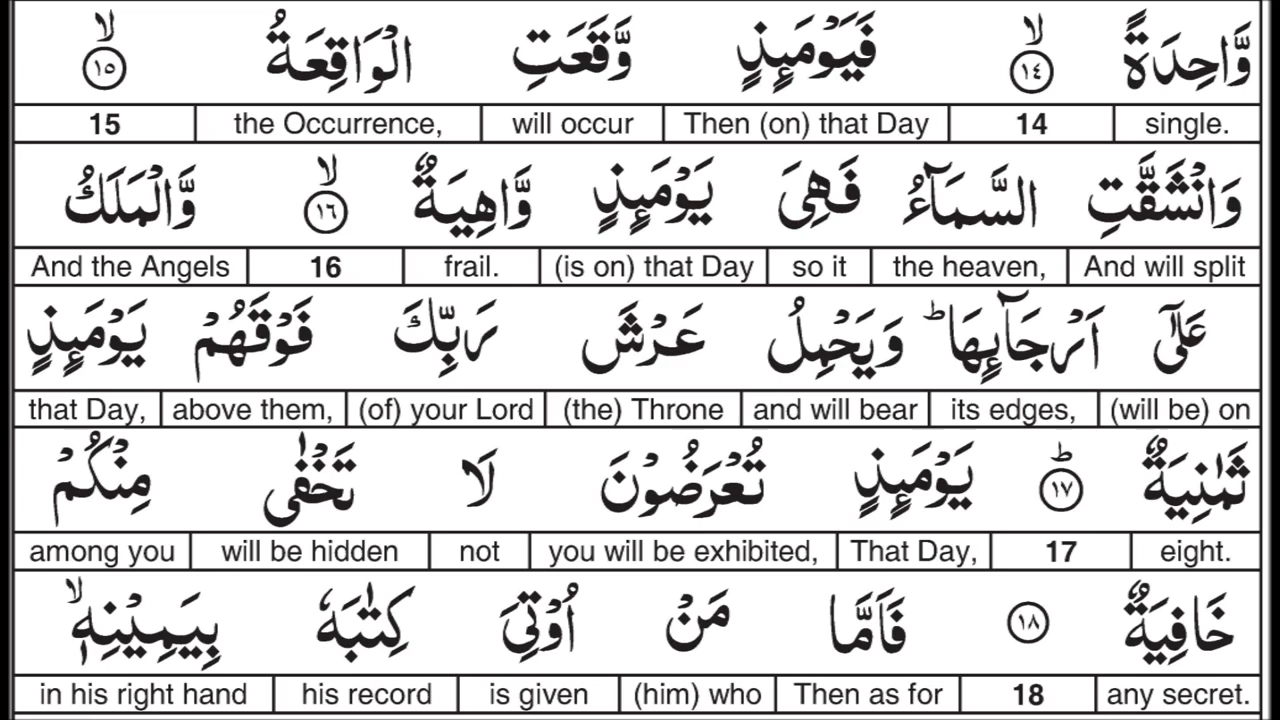 وَّاحِدَةً ۙ‏﴿١٤﴾ فَيَوْمَئِذٍ وَّقَعَتِ الْوَاقِعَةُ ۙ‏﴿١٥﴾
single. 14 Then (on) that Day will occur the Occurrence, 15
وَانْشَقَّتِ السَّمَآءُ فَهِىَ يَوْمَئِذٍ وَّاهِيَةٌ ۙ‏﴿١٦﴾ وَّالْمَلَكُ
And will split the heaven, so it (is on) that Day frail. 16 And the Angels
عَلٰٓى اَرْجَآئِهَا ؕ وَيَحْمِلُ عَرْشَ رَبِّكَ فَوْقَهُمْ يَوْمَئِذٍ
(will be) on its edges, and will bear (the) Throne (of) your Lord above them, that Day,
ثَمٰنِيَةٌ ؕ‏﴿١٧﴾ يَوْمَئِذٍ تُعْرَضُوْنَ لَا تَخْفٰى مِنْكُمْ
eight. 17 That Day, you will be exhibited, not will be hidden among you
خَافِيَةٌ ‏﴿١٨﴾ فَاَمَّا مَنْ اُوْتِىَ كِتٰبَهٗ بِيَمِيْنِهٖ ۙ
any secret. 18 Then as for (him) who is given his record in his right hand